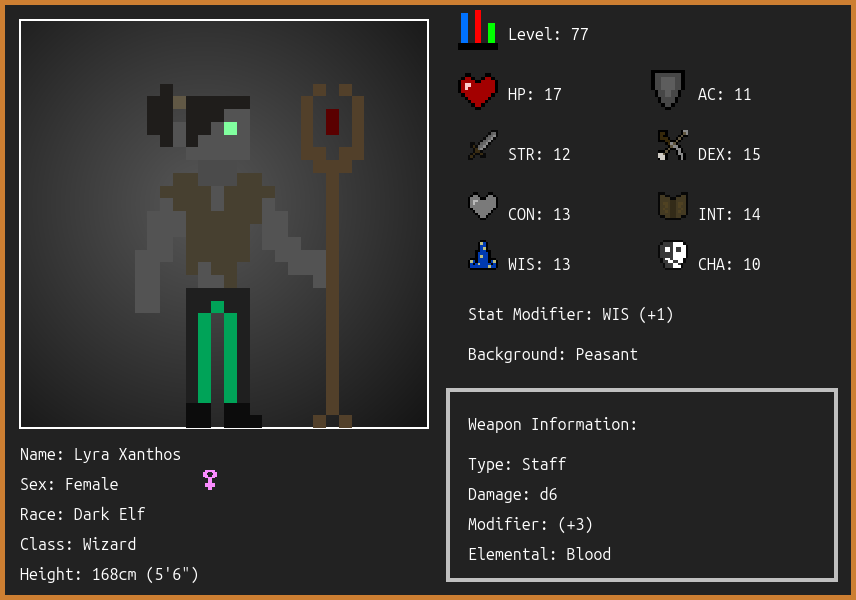 Level: 77
HP: 17
AC: 11
STR: 12
DEX: 15
CON: 13
INT: 14
WIS: 13
CHA: 10
Stat Modifier: WIS (+1)
Background: Peasant
Weapon Information:
Type: Staff
Damage: d6
Modifier: (+3)
Elemental: Blood
Name: Lyra Xanthos
Sex: Female
Race: Dark Elf
Class: Wizard
Height: 168cm (5'6")